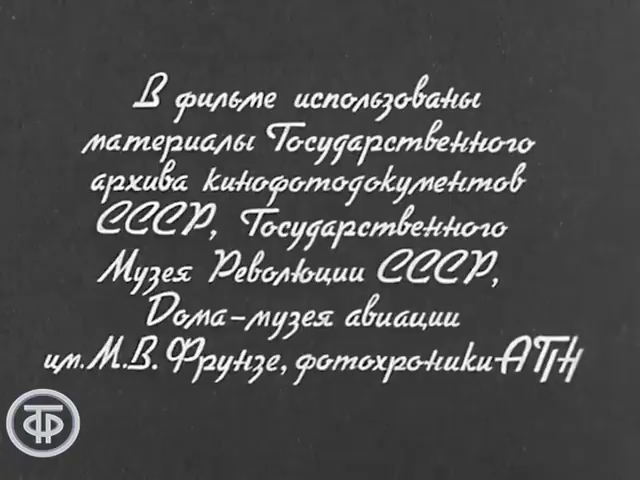 В фильме использованы
материалы Государственного
архива кинофотодокументов
СССР, Государственного
Музея Революции СССР,
Дома-музея авиации
им. М.В. Фрунзе, фотохроники АПН